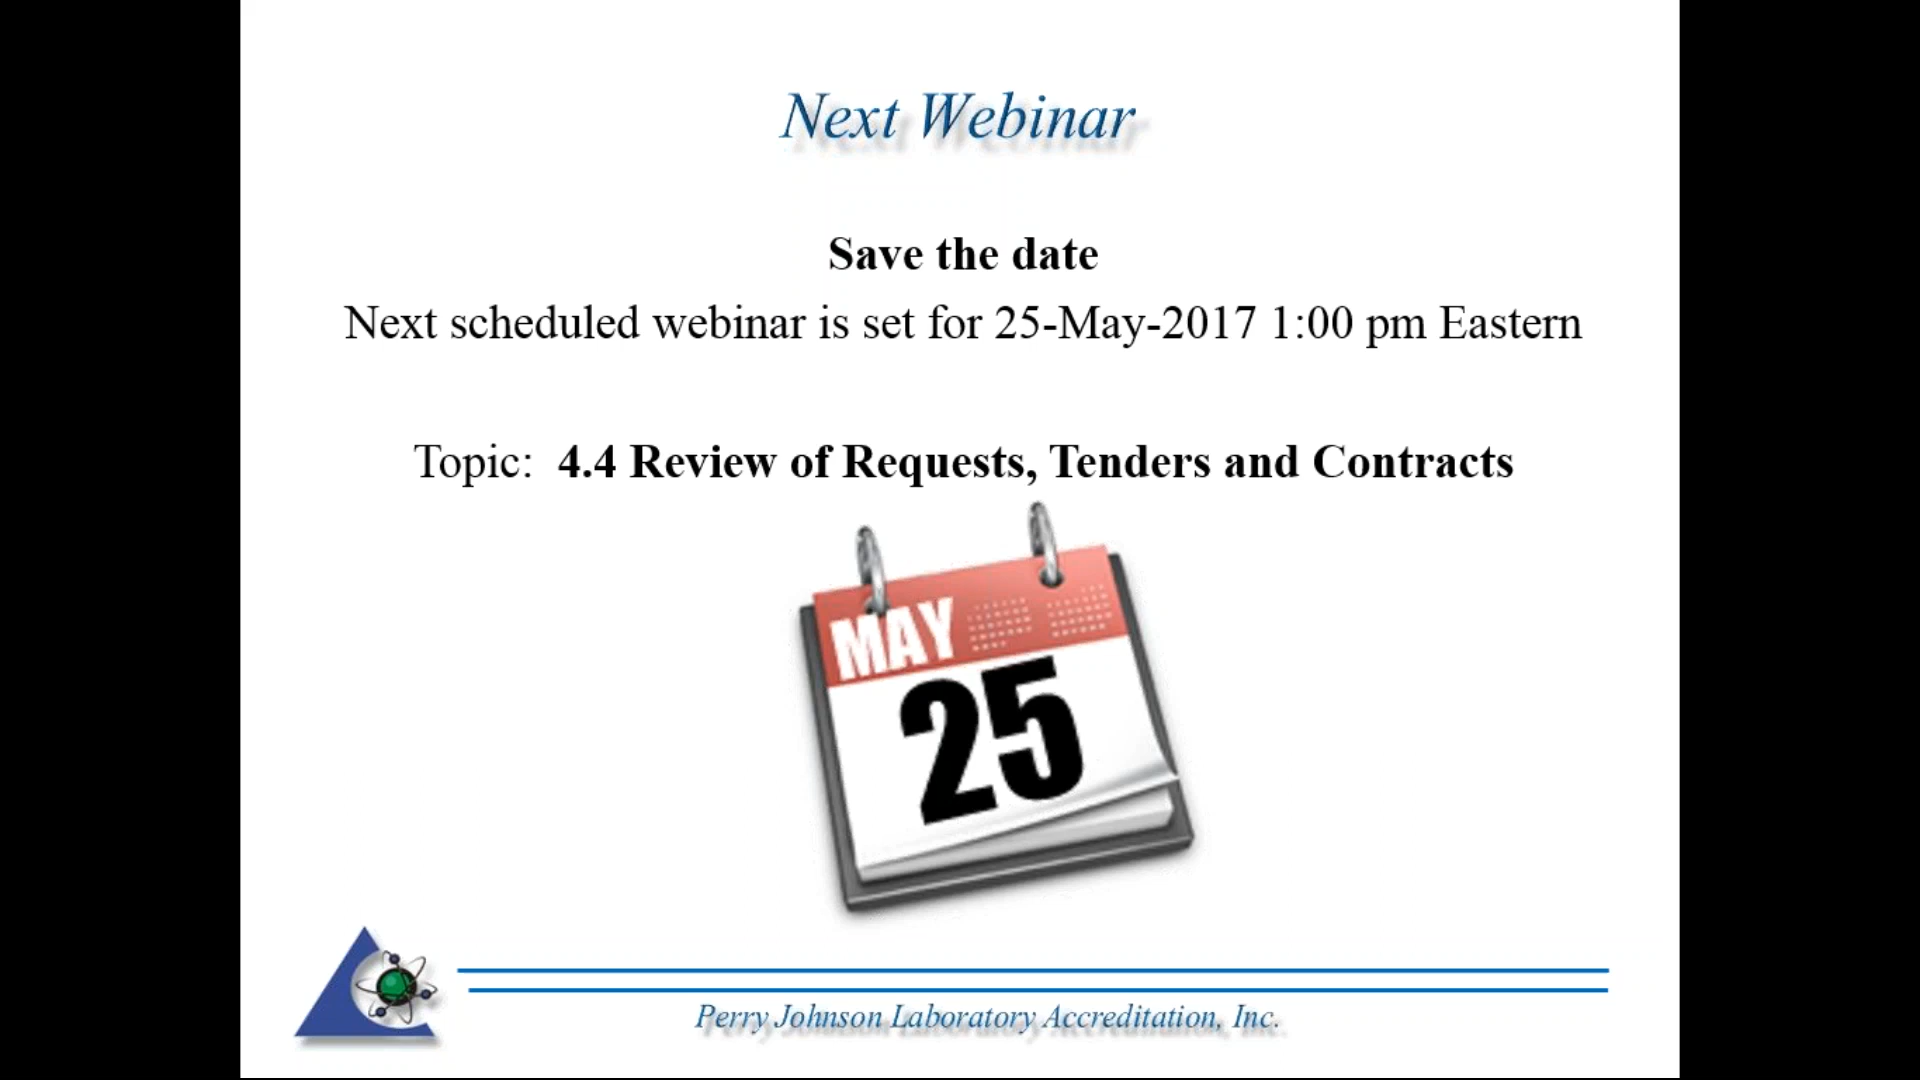 Next Webinar
Save the date
Next scheduled webinar is set for 25-May-2017 1:00 pm Eastern
Topic:  4.4 Review of Requests, Tenders and Contracts
MAY
25
Perry Johnson Laboratory Accreditation, Inc.